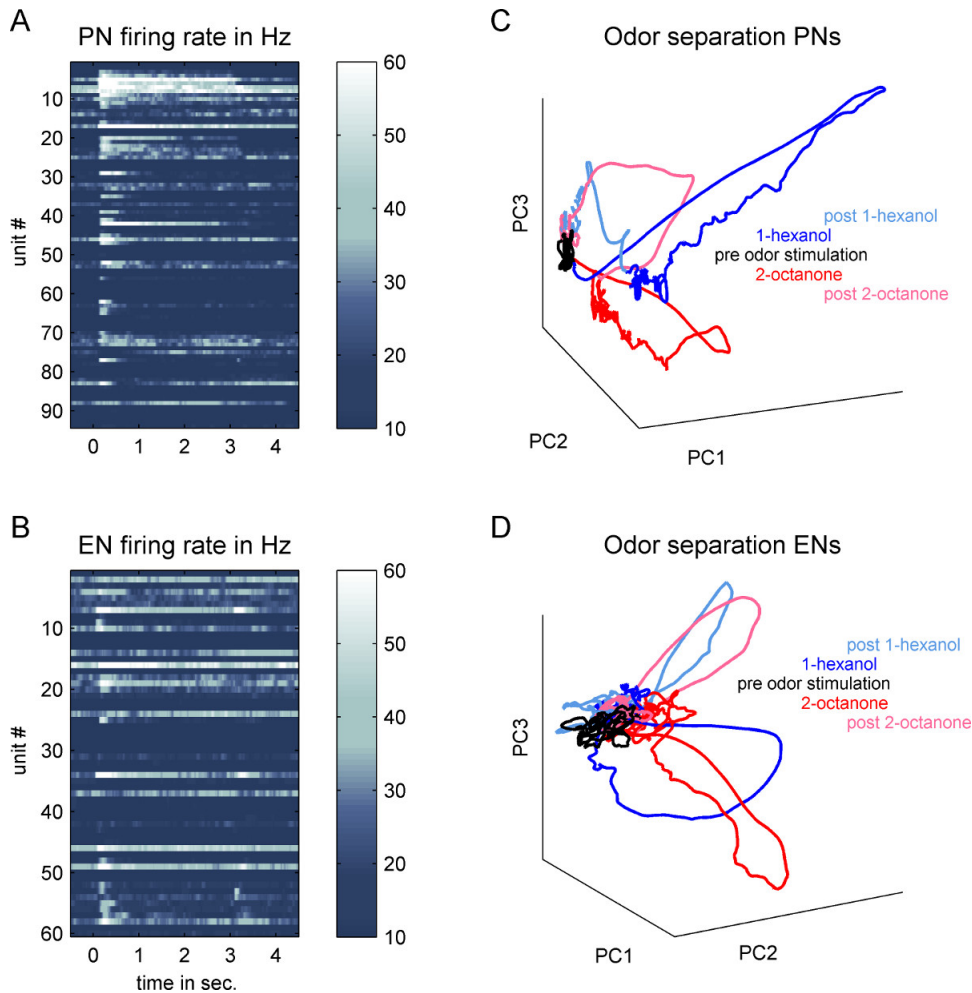 A
PN firing rate in Hz
10
20
30
40
50
60
70
80
90
unit #
0 1 2 3 4
60
50
40
30
20
10
B
EN firing rate in Hz
10
20
30
40
50
60
unit #
0 1 2 3 4
time in sec.
60
50
40
30
20
10
C
Odor separation PNs
PC3
PC2
PC1
post 1-hexanol
1-hexanol
pre odor stimulation
2-octanone
post 2-octanone
D
Odor separation ENs
PC3
PC1
PC2
post 1-hexanol
1-hexanol
pre odor stimulation
2-octanone
post 2-octanone